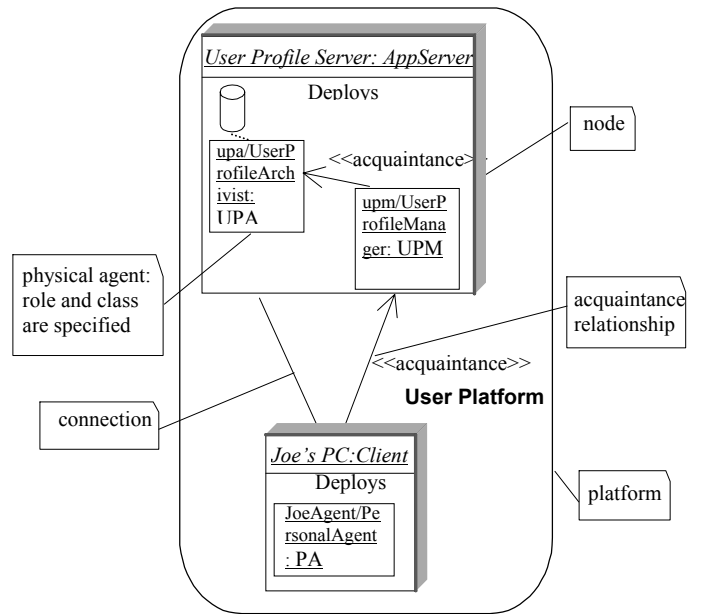 User Profile Server: AppServer
Deploys
node
<<acquaintance>
upa/UserP
rofileArch
ivist:
UPA
upm/UserP
rofileMana
ger: UPM
physical agent:
role and class
are specified
acquaintance
relationship
<<acquaintance>>
User Platform
connection
Joe's PC:Client
Deploys
platform
JoeAgent/Pe
rsonalAgent
: PA